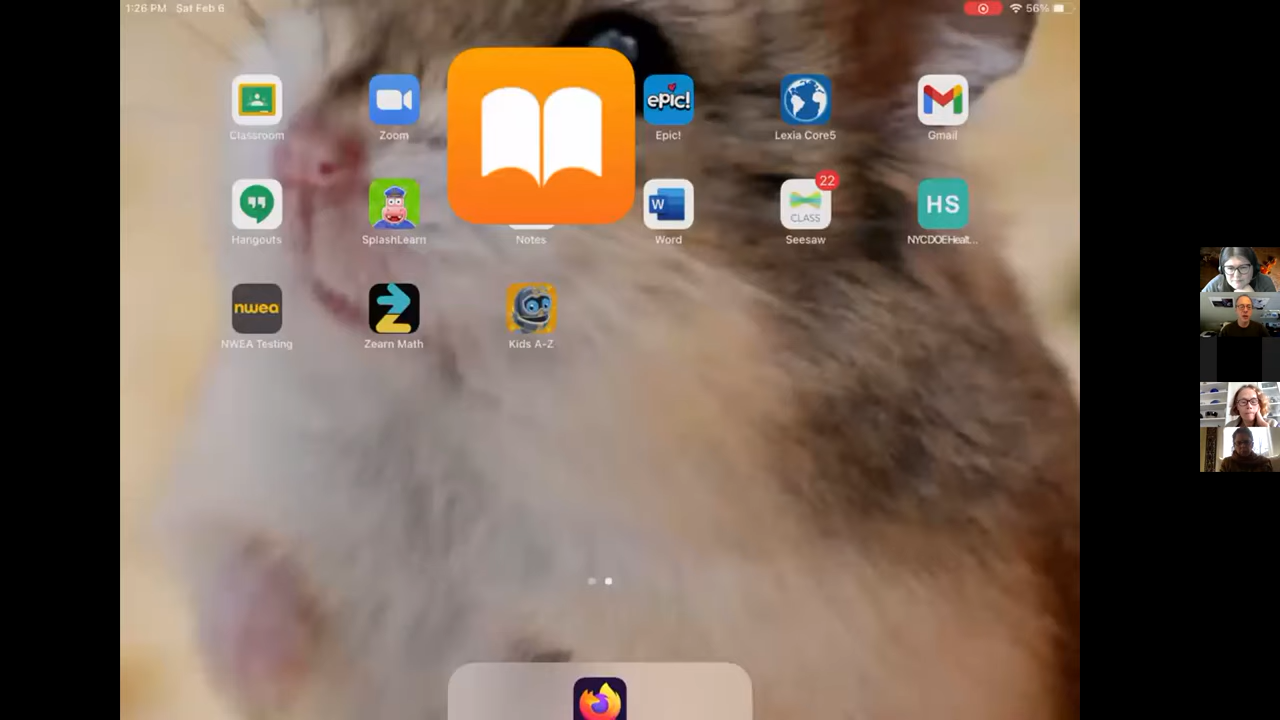 1:26 PM Sat Feb 6 56%
epic!
Classroom Zoom Epic! Lexia Core5 Gmail
22
W CLASS HS
Hangouts SplashLearn Notes Word Seesaw NYCDOEHealt...
nwea
NWEA Testing Zearn Math Kids A-Z